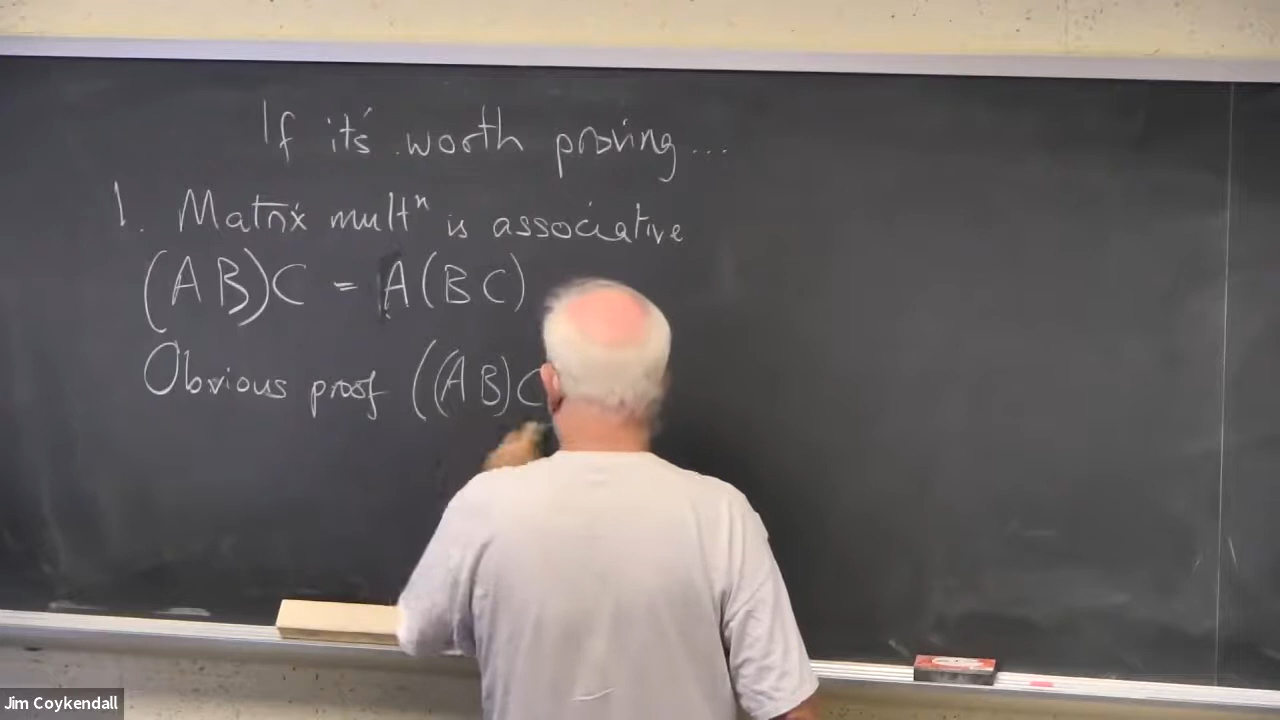 If it's worth proving...
1. Matrix multⁿ is associative
(AB)C = A(BC)
Obvious proof ((AB)C
Jim Coykendall